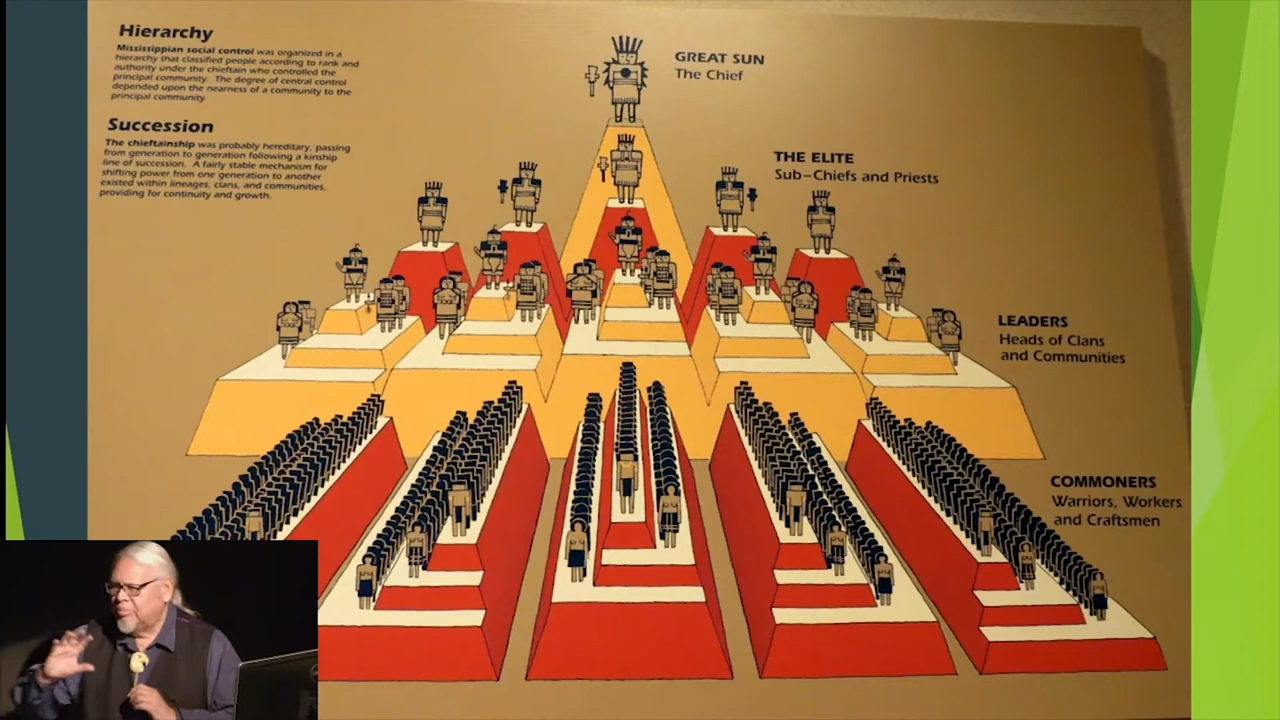 Hierarchy
Mississippian social control was organized in a
hierarchy that classified people according to rank and
authority under the chieftain who controlled the
principal community. The degree of central control
depended upon the nearness of a community to the
principal community.
Succession
The chieftainship was probably hereditary, passing
from generation to generation following a kinship
line of succession. A fairly stable mechanism for
shifting power from one generation to another
existed within lineages, clans, and communities,
providing for continuity and growth.
GREAT SUN
The Chief
THE ELITE
Sub-Chiefs and Priests
LEADERS
Heads of Clans
and Communities
COMMONERS
Warriors, Workers
and Craftsmen